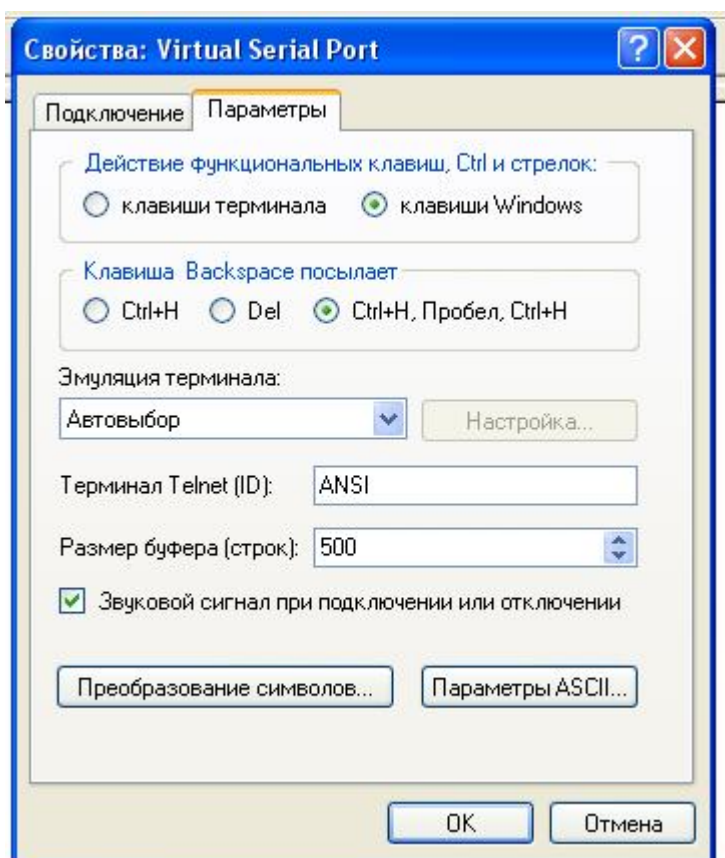 Свойства: Virtual Serial Port
Подключение Параметры
Действие функциональных клавиш, Ctrl и стрелок:
клавиши терминала клавиши Windows
Клавиша Backspace посылает
Ctrl+H Del Ctrl+H, Пробел, Ctrl+H
Эмуляция терминала:
Автовыбор Настройка...
Терминал Telnet (ID): ANSI
Размер буфера (строк): 500
Звуковой сигнал при подключении или отключении
Преобразование символов... Параметры ASCII...
OK Отмена